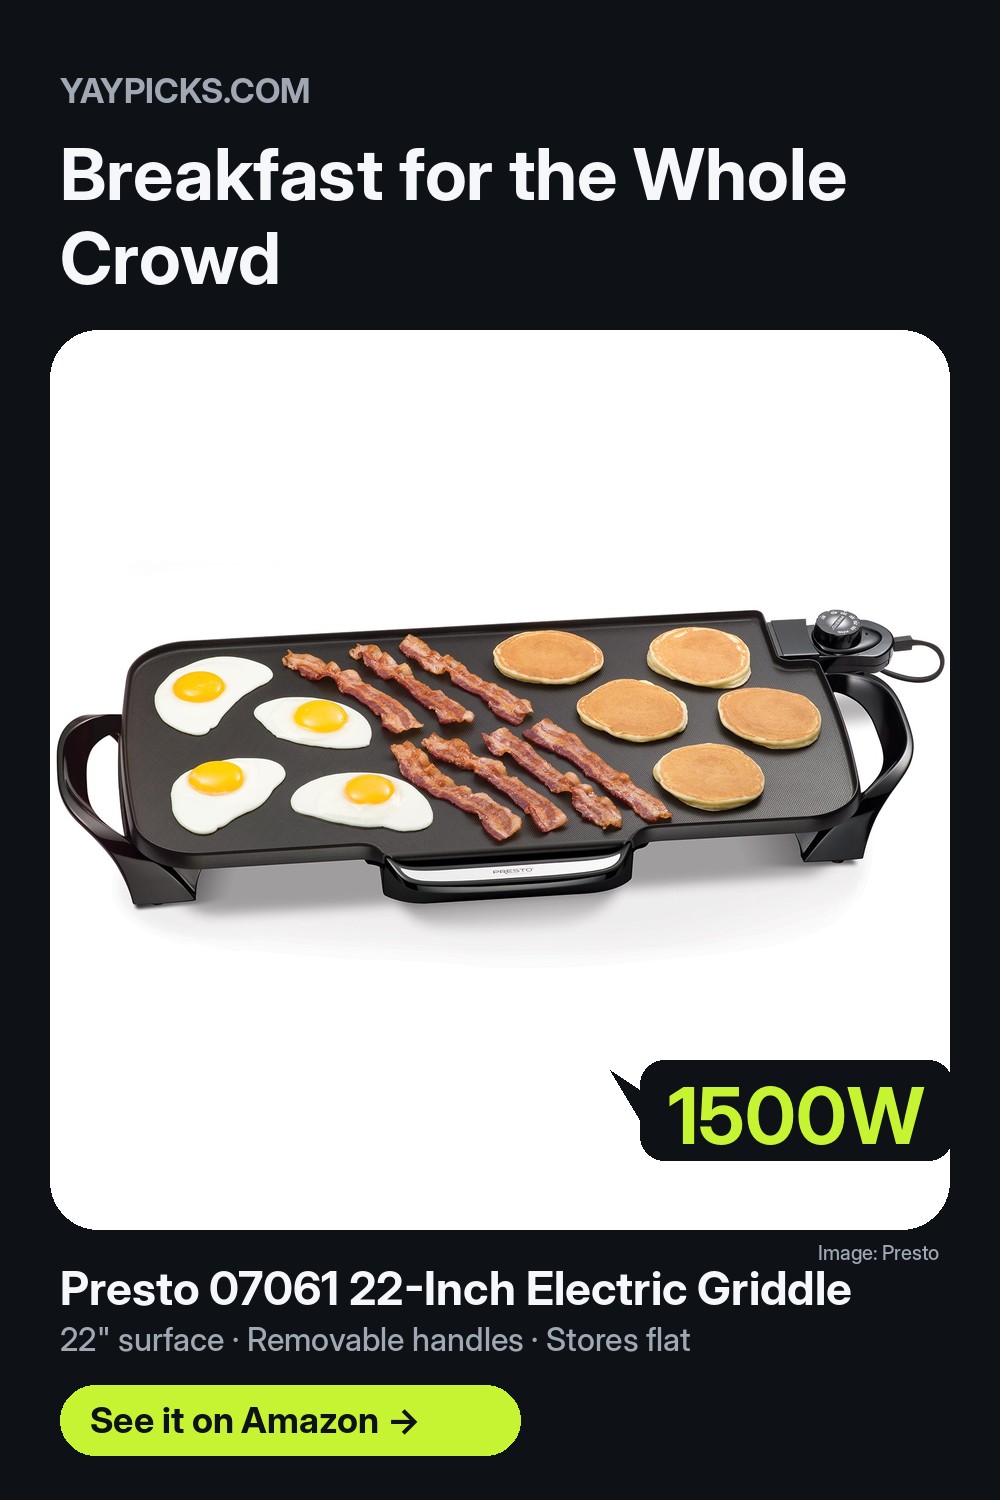 YAYPICKS.COM
Breakfast for the Whole
Crowd
PRESTO
1500W
Image: Presto
Presto 07061 22-Inch Electric Griddle
22" surface · Removable handles · Stores flat
See it on Amazon →